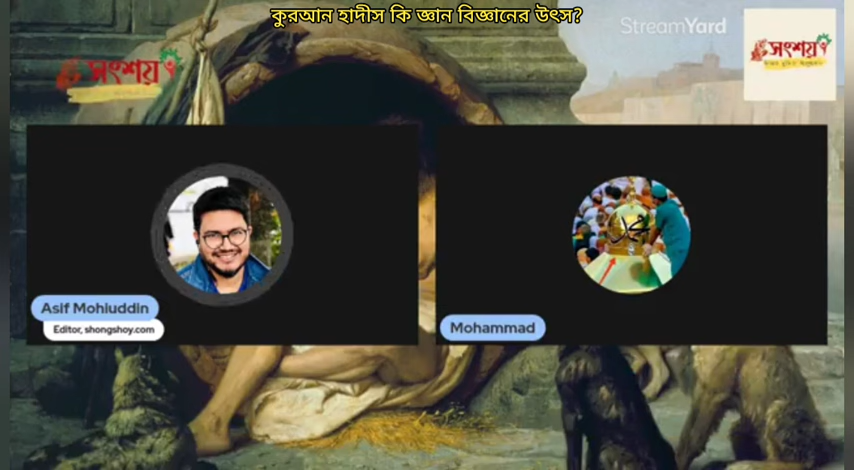 কুরআন হাদীস কি জ্ঞান বিজ্ঞানের উৎস?
StreamYard
সংশয়
সংশয়
Asif Mohiuddin
Editor, shongshoy.com
Mohammad